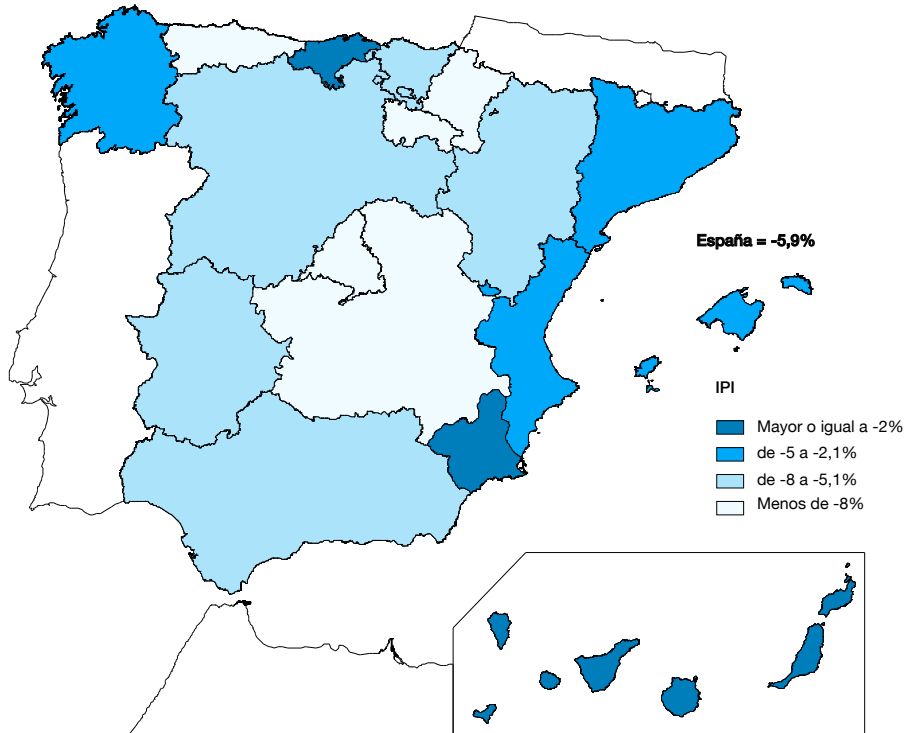 España = -5,9%
IPI
Mayor o igual a -2%
de -5 a -2,1%
de -8 a -5,1%
Menos de -8%